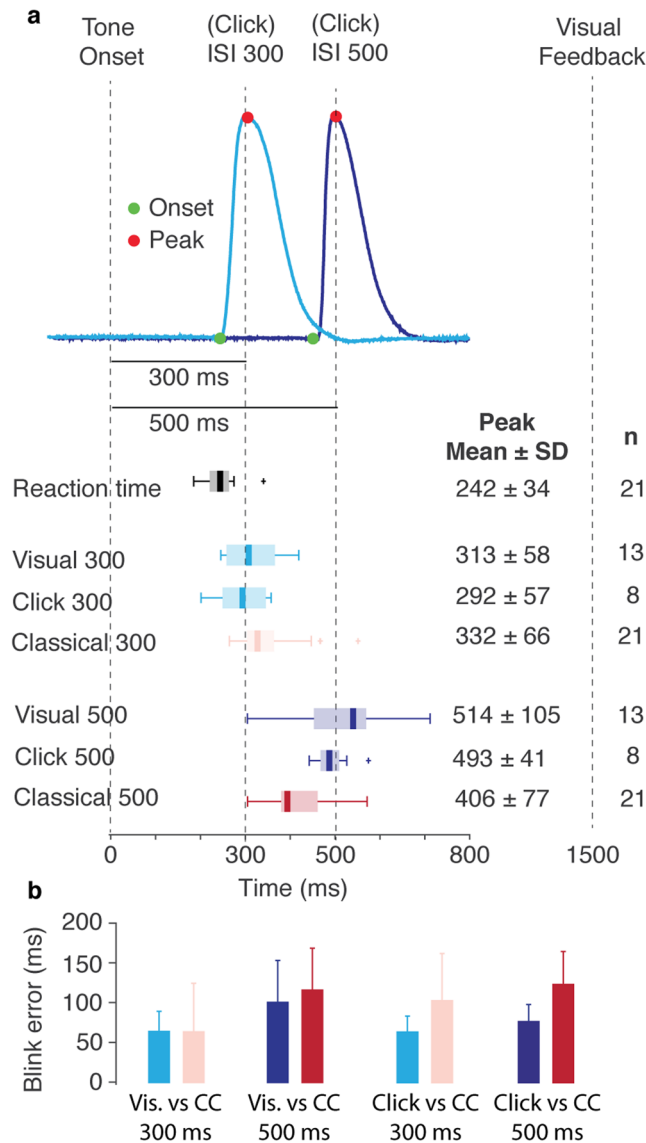 a
Tone
Onset
(Click)
ISI 300
(Click)
ISI 500
Visual
Feedback
Onset
Peak
300 ms
500 ms
Peak
Mean ± SD
n
Reaction time
242 ± 34
21
Visual 300
313 ± 58
13
Click 300
292 ± 57
8
Classical 300
332 ± 66
21
Visual 500
514 ± 105
13
Click 500
493 ± 41
8
Classical 500
406 ± 77
21
0
300
500
800
1500
Time (ms)
b
Blink error (ms)
200
150
100
50
0
Vis. vs CC
300 ms
Vis. vs CC
500 ms
Click vs CC
300 ms
Click vs CC
500 ms